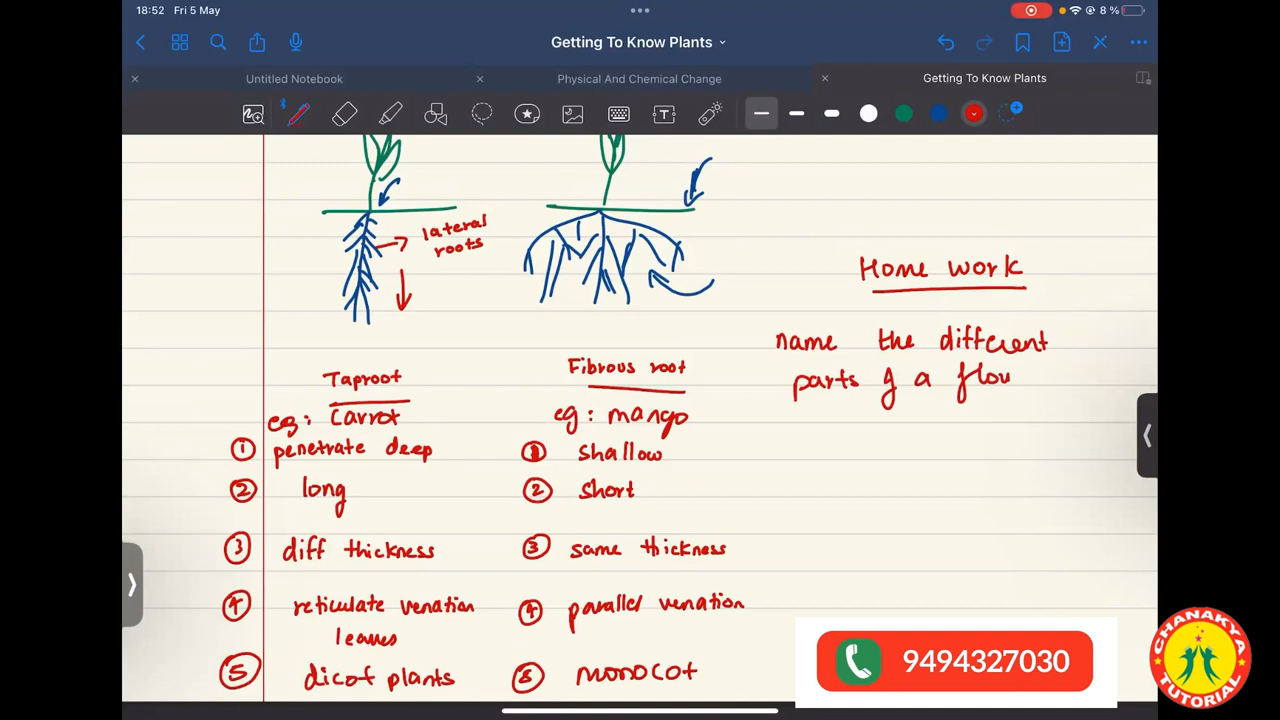 18:52 Fri 5 May
8 %
Getting To Know Plants
Untitled Notebook
Physical And Chemical Change
Getting To Know Plants
lateral
roots
Home work
name the different
parts of a flow
Taproot
eg: Carrot
① penetrate deep
② long
③ diff thickness
④ reticulate venation
leaves
⑤ dicot plants
Fibrous root
eg: mango
① shallow
② short
③ same thickness
④ parallel venation
⑤ monocot
9494327030
CHANAKYA
TUTORIAL